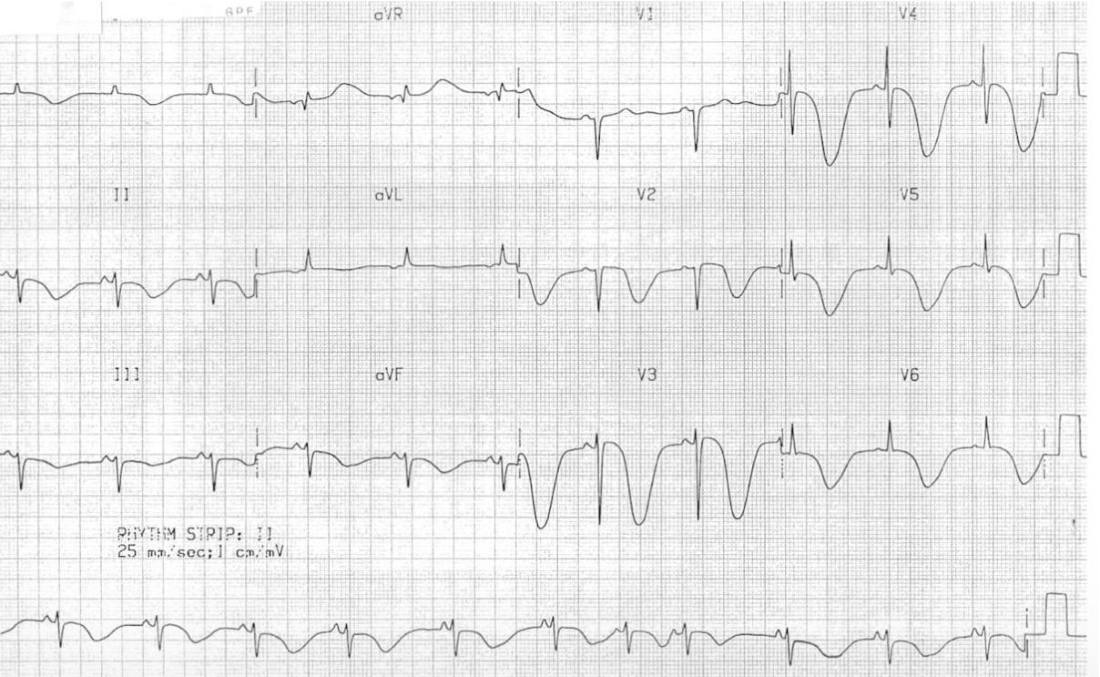 aVR V1 V4
II aVL V2 V5
III aVF V3 V6
RHYTHM STRIP: II
25 mm/sec;1 cm/mV